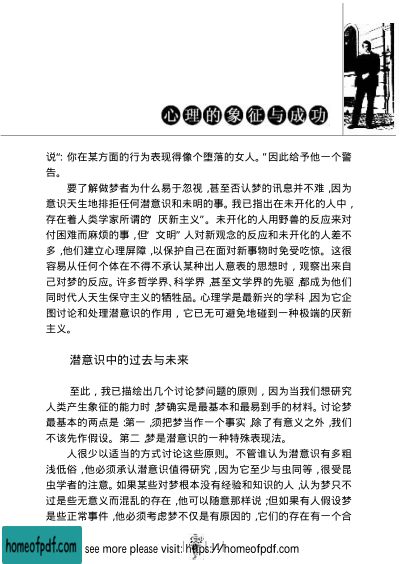 心理的象征与成功
说“: 你在某方面的行为表现得像个堕落的女人。”因此给予他一个警
告。
要了解做梦者为什么易于忽视,甚至否认梦的讯息并不难,因为
意识天生地排拒任何潜意识和未明的事。我已指出在未开化的人中,
存在着人类学家所谓的“厌新主义”。未开化的人用野兽的反应来对
付困难而麻烦的事,但“文明”人对新观念的反应和未开化的人差不
多,他们建立心理屏障,以保护自己在面对新事物时免受吃惊。这很
容易从任何个体在不得不承认某种出人意表的思想时,观察出来自
己对梦的反应。许多哲学界、科学界,甚至文学界的先驱,都成为他们
同时代人天生保守主义的牺牲品。心理学是最新兴的学科,因为它企
图讨论和处理潜意识的作用,它已无可避免地碰到一种极端的厌新
主义。
潜意识中的过去与未来
至此,我已描绘出几个讨论梦问题的原则,因为当我们想研究
人类产生象征的能力时,梦确实是最基本和最易到手的材料。讨论梦
最基本的两点是:第一,须把梦当作一个事实,除了有意义之外,我们
不该先作假设。第二,梦是潜意识的一种特殊表现法。
人很少以适当的方式讨论这些原则。不管谁认为潜意识有多粗
浅低俗,他必须承认潜意识值得研究,因为它至少与虫同等,很受昆
虫学者的注意。如果某些对梦根本没有经验和知识的人,认为梦只不
过是些无意义而混乱的存在,他可以随意那样说;但如果有人假设梦
是些正常事件,他必须考虑梦不仅是有原因的,它们的存在有一个合
homeofpdf.com
see more please visit: https://homeofpdf.com